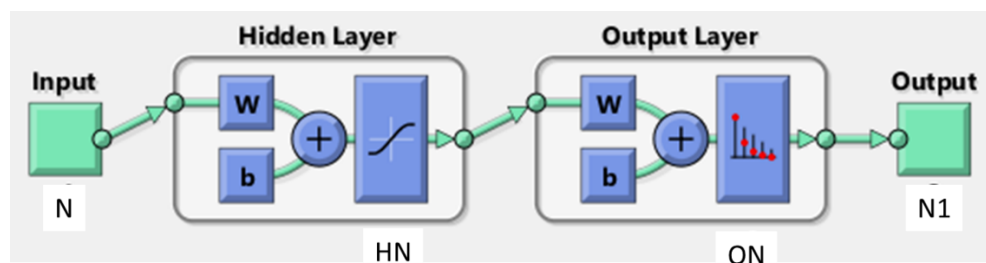 Hidden Layer
Output Layer
Input
Output
W
b
+
W
b
+
N
HN
ON
N1